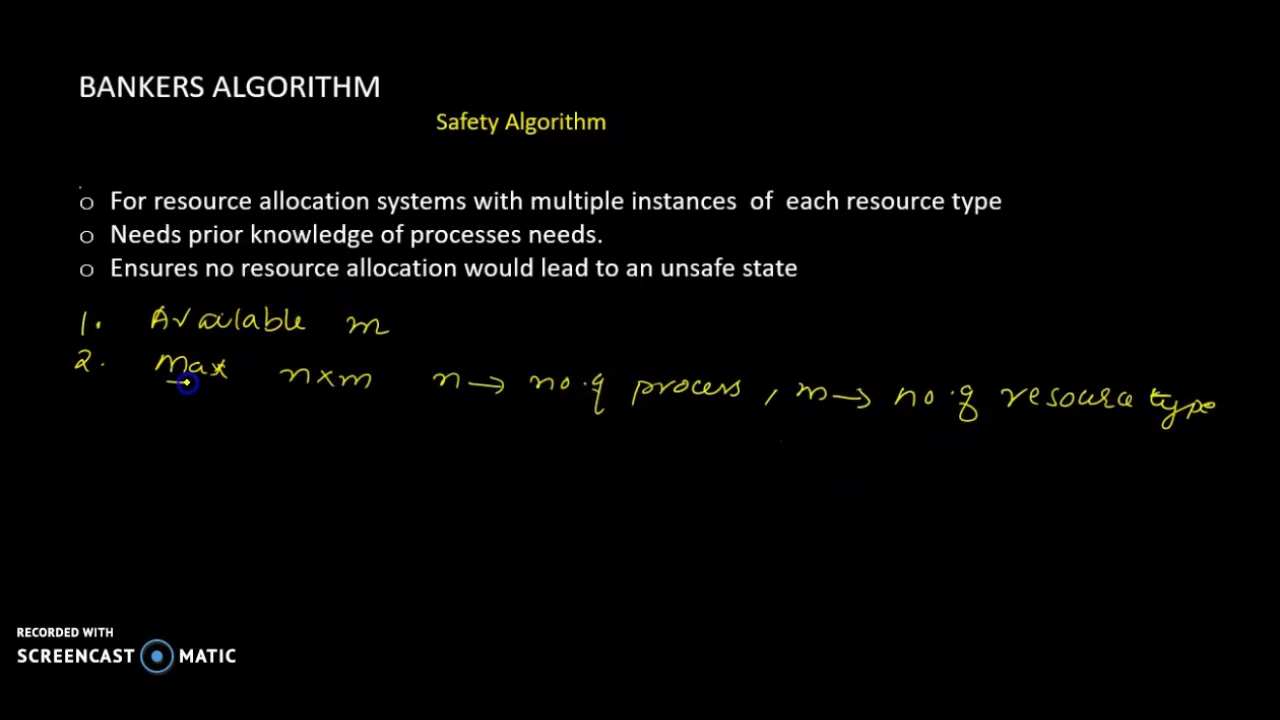 BANKERS ALGORITHM
Safety Algorithm
o For resource allocation systems with multiple instances of each resource type
o Needs prior knowledge of processes needs.
o Ensures no resource allocation would lead to an unsafe state
1. Available m
2. Max n×m n → no. of process, m → no. of resource type
RECORDED WITH
SCREENCAST MATIC